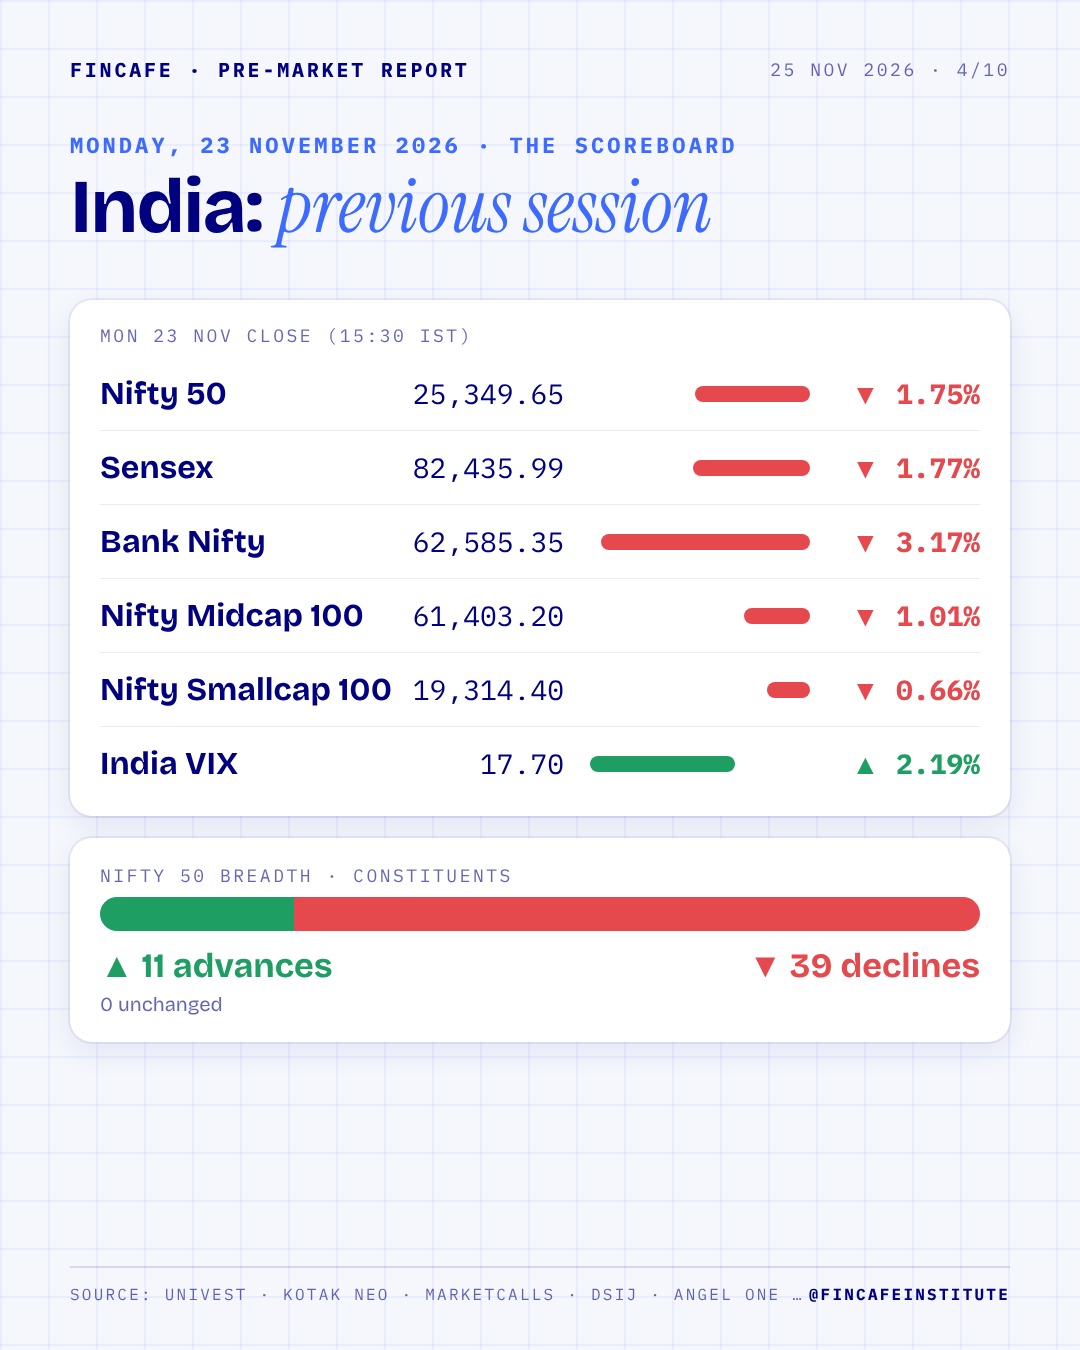 FINCAFE · PRE-MARKET REPORT
25 NOV 2026 · 4/10
MONDAY, 23 NOVEMBER 2026 · THE SCOREBOARD
India: previous session
MON 23 NOV CLOSE (15:30 IST)
Nifty 50 25,349.65 ▼ 1.75%
Sensex 82,435.99 ▼ 1.77%
Bank Nifty 62,585.35 ▼ 3.17%
Nifty Midcap 100 61,403.20 ▼ 1.01%
Nifty Smallcap 100 19,314.40 ▼ 0.66%
India VIX 17.70 ▲ 2.19%
NIFTY 50 BREADTH · CONSTITUENTS
▲ 11 advances ▼ 39 declines
0 unchanged
SOURCE: UNIVEST · KOTAK NEO · MARKETCALLS · DSIJ · ANGEL ONE … @FINCAFEINSTITUTE